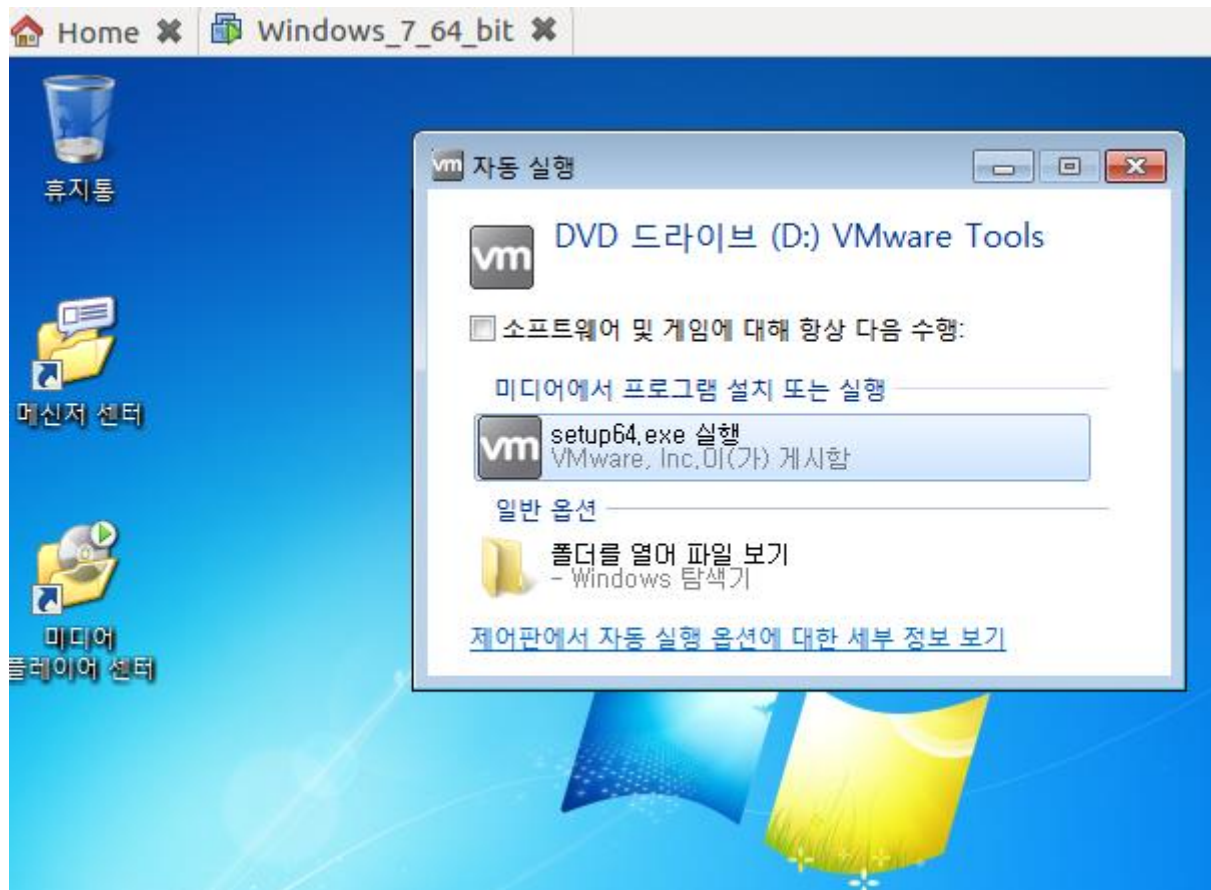 Home
Windows_7_64_bit
휴지통
메신저 센터
미디어
플레이어 센터
vm 자동 실행
vm DVD 드라이브 (D:) VMware Tools
소프트웨어 및 게임에 대해 항상 다음 수행:
미디어에서 프로그램 설치 또는 실행
vm setup64.exe 실행
VMware, Inc.이(가) 게시함
일반 옵션
폴더를 열어 파일 보기
- Windows 탐색기
제어판에서 자동 실행 옵션에 대한 세부 정보 보기